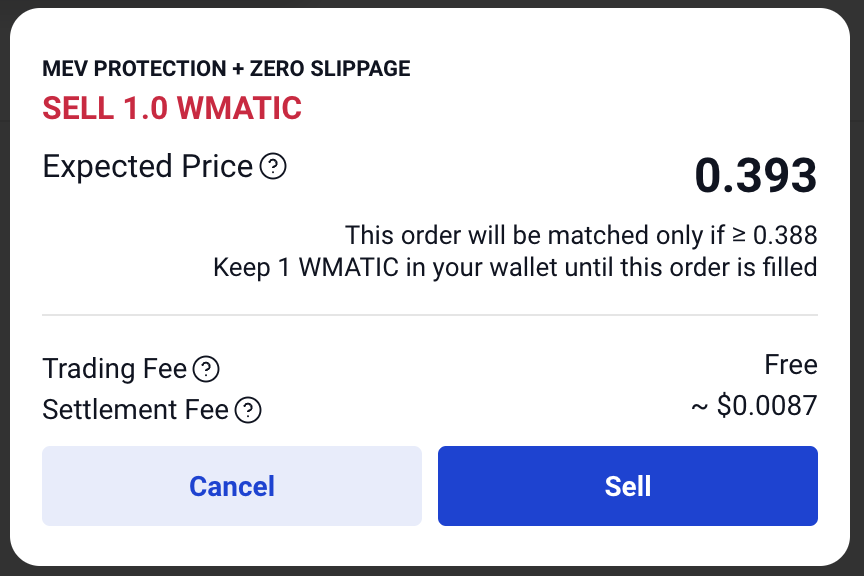 MEV PROTECTION + ZERO SLIPPAGE
SELL 1.0 WMATIC
Expected Price ? 0.393
This order will be matched only if ≥ 0.388
Keep 1 WMATIC in your wallet until this order is filled
Trading Fee ? Free
Settlement Fee ? ~ $0.0087
Cancel Sell